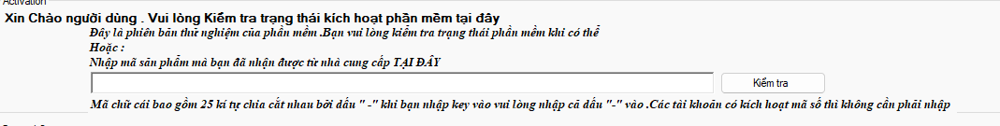 Activation
Xin Chào người dùng . Vui lòng Kiểm tra trạng thái kích hoạt phần mềm tại đây
Đây là phiên bản thử nghiệm của phần mềm .Bạn vui lòng kiểm tra trạng thái phần mềm khi có thể
Hoặc :
Nhập mã sản phẩm mà bạn đã nhận được từ nhà cung cấp TẠI ĐÂY
Kiểm tra
Mã chữ cái bao gồm 25 kí tự chia cắt nhau bởi dấu " -" khi bạn nhập key vào vui lòng nhập cả dấu "-" vào .Các tài khoản có kích hoạt mã số thì không cần phải nhập